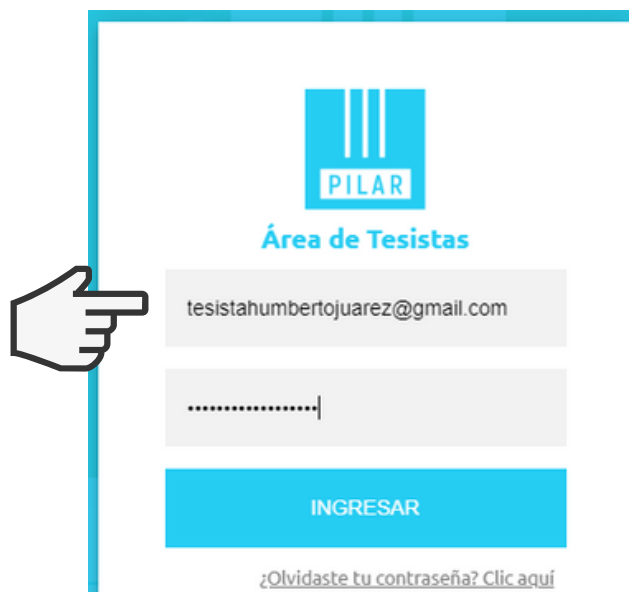 PILAR
Área de Tesistas
tesistahumbertojuarez@gmail.com
••••••••••••••••••
INGRESAR
¿Olvidaste tu contraseña? Clic aquí